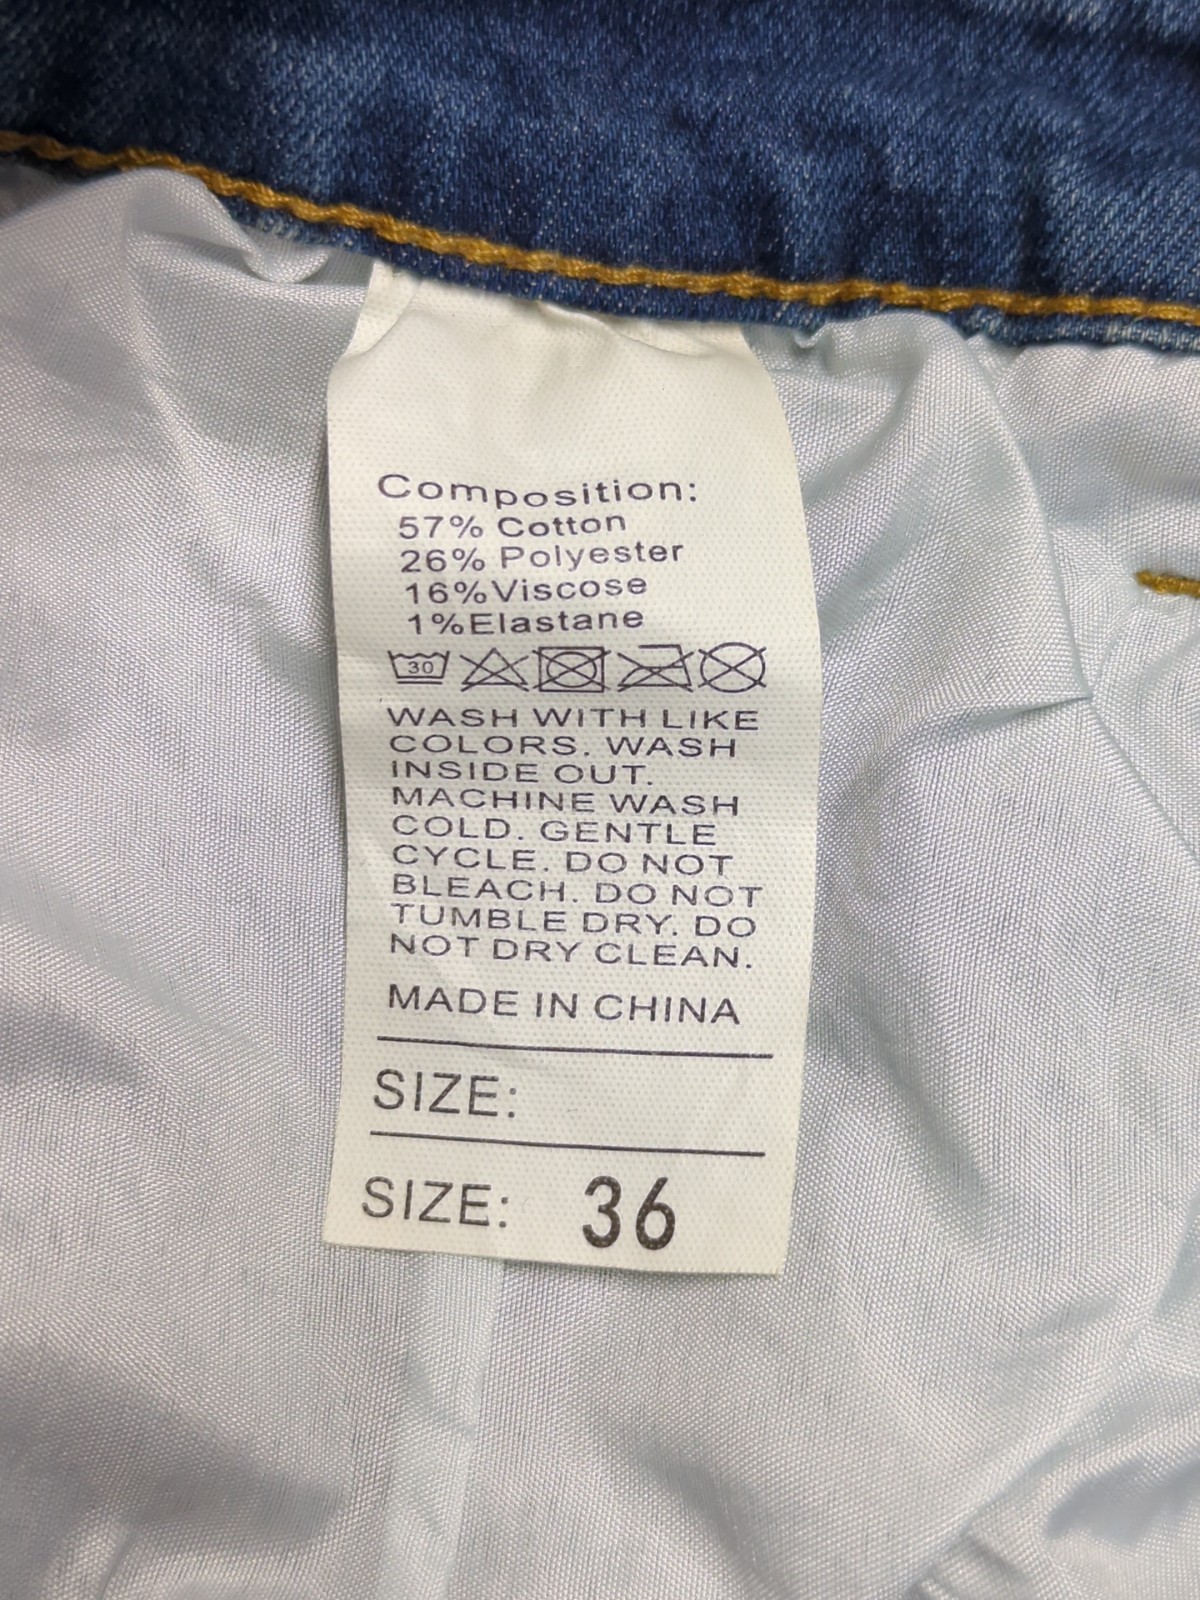 Composition:
57% Cotton
26% Polyester
16%Viscose
1%Elastane
30
WASH WITH LIKE
COLORS. WASH
INSIDE OUT.
MACHINE WASH
COLD. GENTLE
CYCLE. DO NOT
BLEACH. DO NOT
TUMBLE DRY. DO
NOT DRY CLEAN.
MADE IN CHINA
SIZE:
SIZE: 36